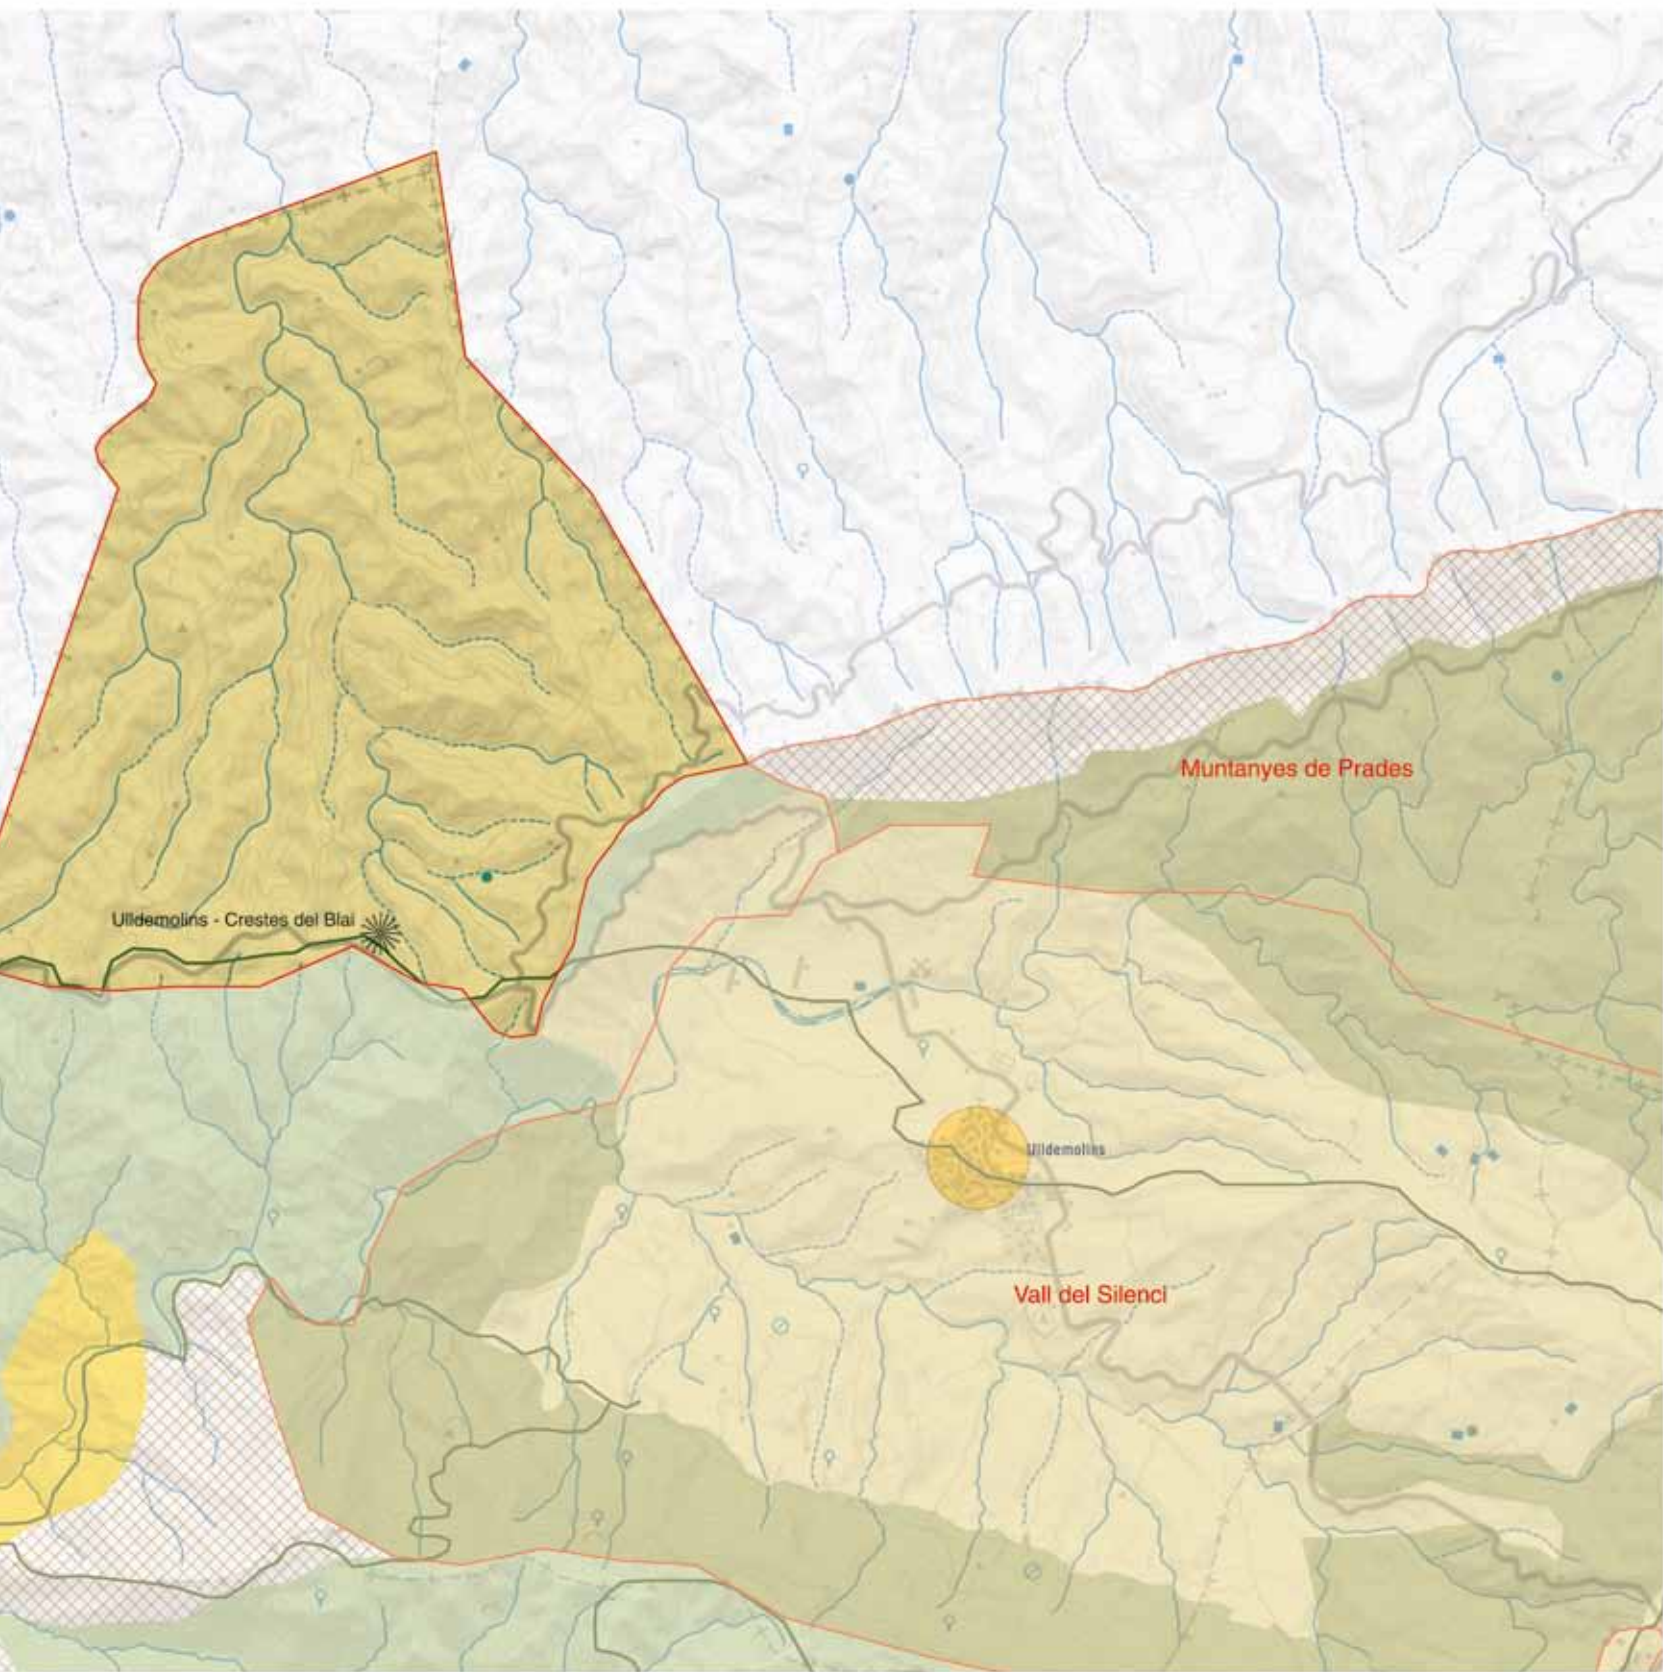 Muntanyes de Prades
Ulldemolins - Crestes del Blai
Ulldemolins
Vall del Silenci